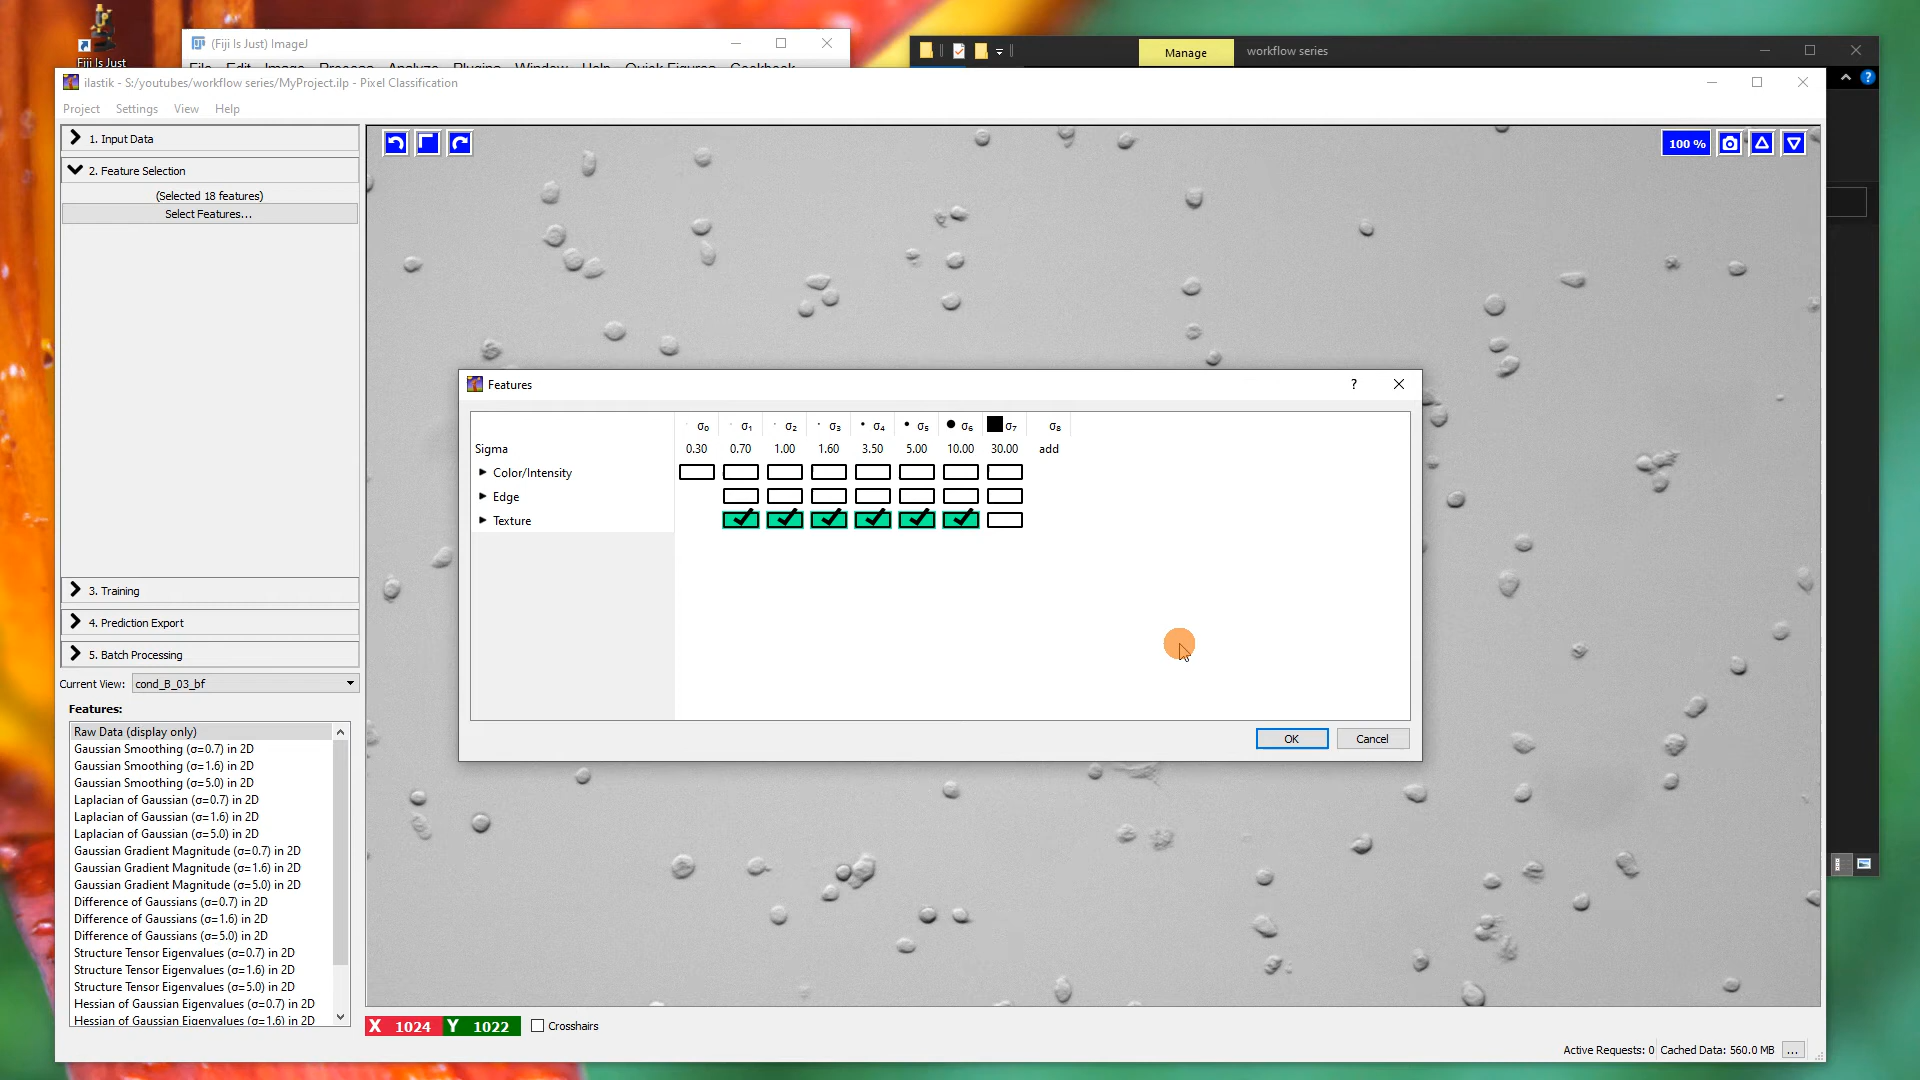 Fiji Is Just
(Fiji Is Just) ImageJ
File Edit Image Process Analyze Plugins Window Help Quick Figures Cookbook
Manage
workflow series
ilastik - S:/youtubes/workflow series/MyProject.ilp - Pixel Classification
Project Settings View Help
1. Input Data
2. Feature Selection
(Selected 18 features)
Select Features...
100 %
Features
?
σ₀ σ₁ σ₂ σ₃ σ₄ σ₅ σ₆ σ₇ σ₈
Sigma 0.30 0.70 1.00 1.60 3.50 5.00 10.00 30.00 add
Color/Intensity
Edge
Texture
OK
Cancel
3. Training
4. Prediction Export
5. Batch Processing
Current View: cond_B_03_bf
Features:
Raw Data (display only)
Gaussian Smoothing (σ=0.7) in 2D
Gaussian Smoothing (σ=1.6) in 2D
Gaussian Smoothing (σ=5.0) in 2D
Laplacian of Gaussian (σ=0.7) in 2D
Laplacian of Gaussian (σ=1.6) in 2D
Laplacian of Gaussian (σ=5.0) in 2D
Gaussian Gradient Magnitude (σ=0.7) in 2D
Gaussian Gradient Magnitude (σ=1.6) in 2D
Gaussian Gradient Magnitude (σ=5.0) in 2D
Difference of Gaussians (σ=0.7) in 2D
Difference of Gaussians (σ=1.6) in 2D
Difference of Gaussians (σ=5.0) in 2D
Structure Tensor Eigenvalues (σ=0.7) in 2D
Structure Tensor Eigenvalues (σ=1.6) in 2D
Structure Tensor Eigenvalues (σ=5.0) in 2D
Hessian of Gaussian Eigenvalues (σ=0.7) in 2D
Hessian of Gaussian Eigenvalues (σ=1.6) in 2D
X 1024 Y 1022 Crosshairs
Active Requests: 0 Cached Data: 560.0 MB ...